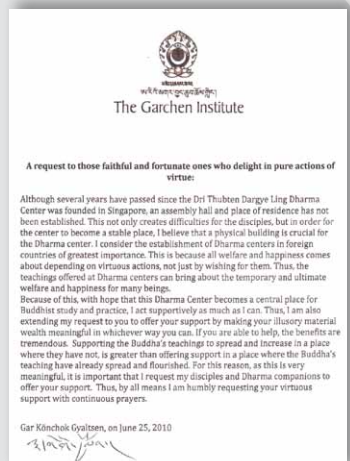 The Garchen Institute
A request to those faithful and fortunate ones who delight in pure actions of
virtue:
Although several years have passed since the Dri Thubten Dargye Ling Dharma
Center was founded in Singapore, an assembly hall and place of residence has not
been established. This not only creates difficulties for the disciples, but in order for
the center to become a stable place, I believe that a physical building is crucial for
the Dharma center. I consider the establishment of Dharma centers in foreign
countries of greatest importance. This is because all welfare and happiness comes
about depending on virtuous actions, not just by wishing for them. Thus, the
teachings offered at Dharma centers can bring about the temporary and ultimate
welfare and happiness for many beings.
Because of this, with hope that this Dharma Center becomes a central place for
Buddhist study and practice, I act supportively as much as I can. Thus, I am also
extending my request to you to offer your support by making your illusory material
wealth meaningful in whichever way you can. If you are able to help, the benefits are
tremendous. Supporting the Buddha's teachings to spread and increase in a place
where they have not, is greater than offering support in a place where the Buddha's
teaching have already spread and flourished. For this reason, as this is very
meaningful, it is important that I request my disciples and Dharma companions to
offer your support. Thus, by all means I am humbly requesting your virtuous
support with continuous prayers.
Gar Könchok Gyaltsen, on June 25, 2010